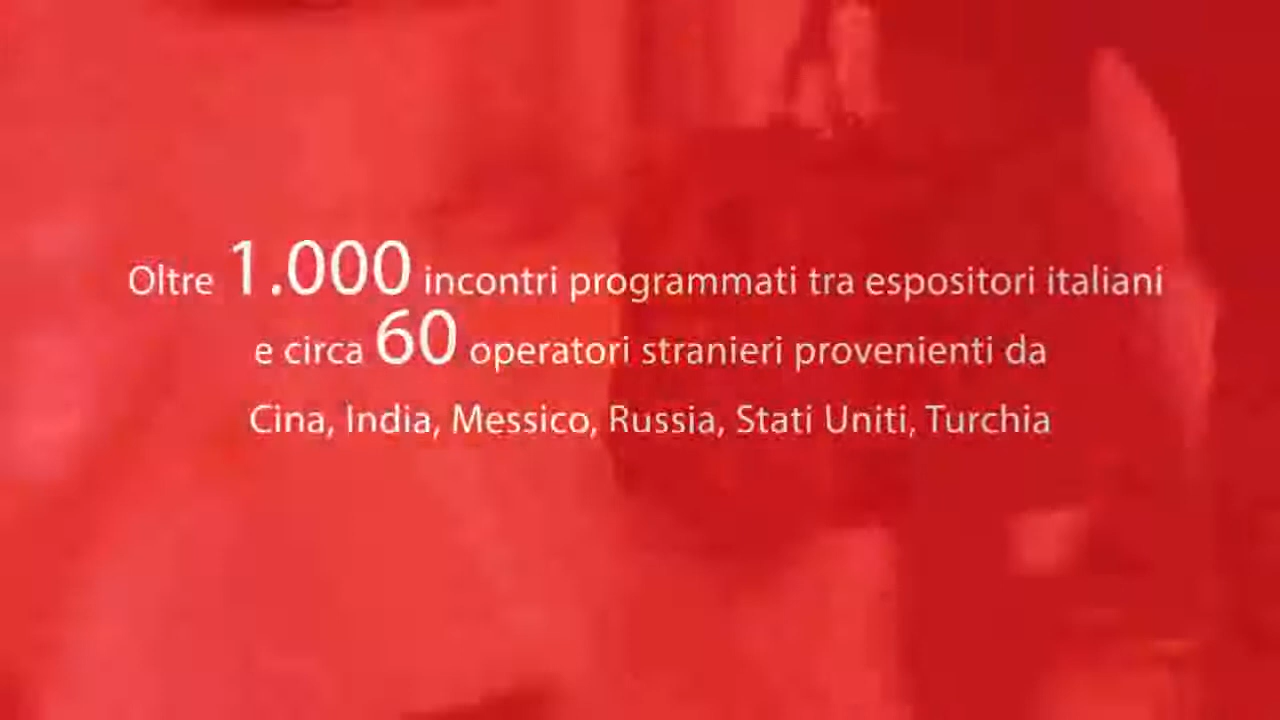 Oltre 1.000 incontri programmati tra espositori italiani
e circa 60 operatori stranieri provenienti da
Cina, India, Messico, Russia, Stati Uniti, Turchia